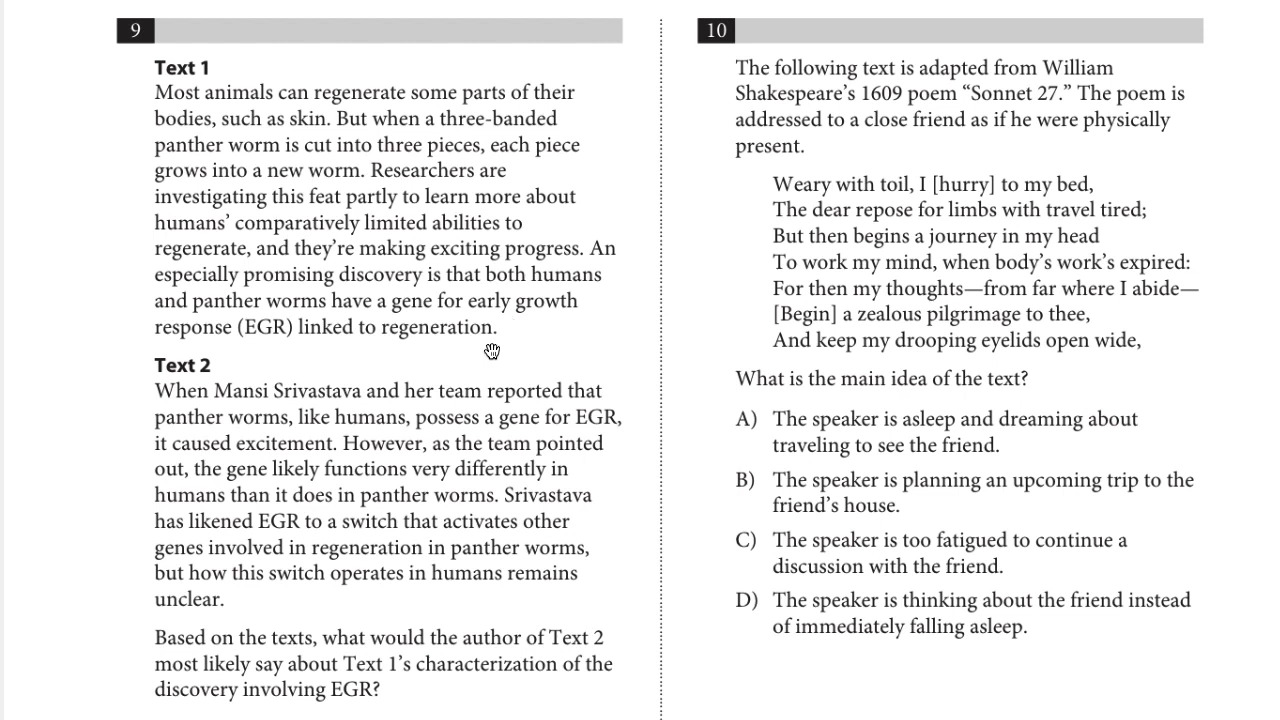 9
Text 1
Most animals can regenerate some parts of their
bodies, such as skin. But when a three-banded
panther worm is cut into three pieces, each piece
grows into a new worm. Researchers are
investigating this feat partly to learn more about
humans’ comparatively limited abilities to
regenerate, and they’re making exciting progress. An
especially promising discovery is that both humans
and panther worms have a gene for early growth
response (EGR) linked to regeneration.
Text 2
When Mansi Srivastava and her team reported that
panther worms, like humans, possess a gene for EGR,
it caused excitement. However, as the team pointed
out, the gene likely functions very differently in
humans than it does in panther worms. Srivastava
has likened EGR to a switch that activates other
genes involved in regeneration in panther worms,
but how this switch operates in humans remains
unclear.
Based on the texts, what would the author of Text 2
most likely say about Text 1’s characterization of the
discovery involving EGR?
10
The following text is adapted from William
Shakespeare’s 1609 poem “Sonnet 27.” The poem is
addressed to a close friend as if he were physically
present.
Weary with toil, I [hurry] to my bed,
The dear repose for limbs with travel tired;
But then begins a journey in my head
To work my mind, when body’s work’s expired:
For then my thoughts—from far where I abide—
[Begin] a zealous pilgrimage to thee,
And keep my drooping eyelids open wide,
What is the main idea of the text?
A) The speaker is asleep and dreaming about
traveling to see the friend.
B) The speaker is planning an upcoming trip to the
friend’s house.
C) The speaker is too fatigued to continue a
discussion with the friend.
D) The speaker is thinking about the friend instead
of immediately falling asleep.